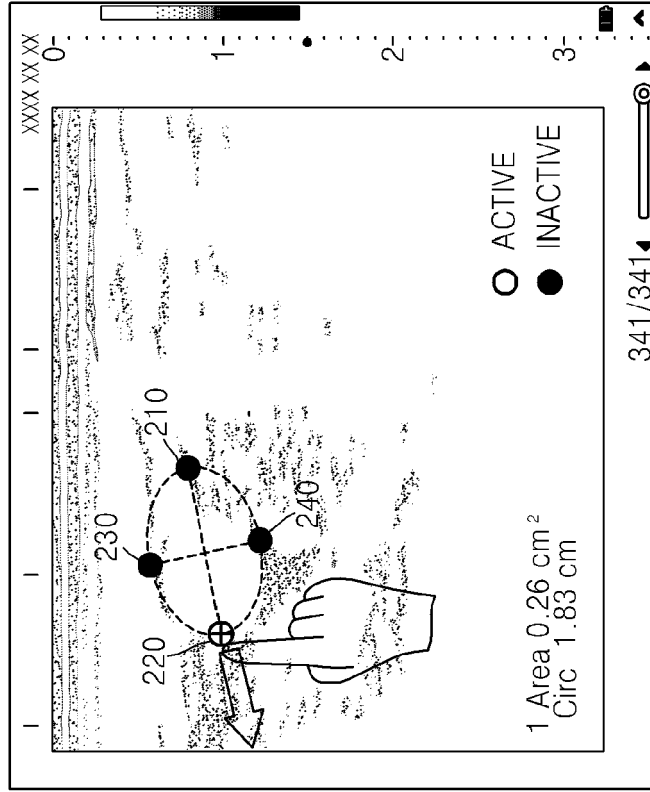 XXXX XX XX
0
1
2
3
230
210
220
240
ACTIVE
INACTIVE
1 Area 0.26 cm²
Circ 1.83 cm
341/341